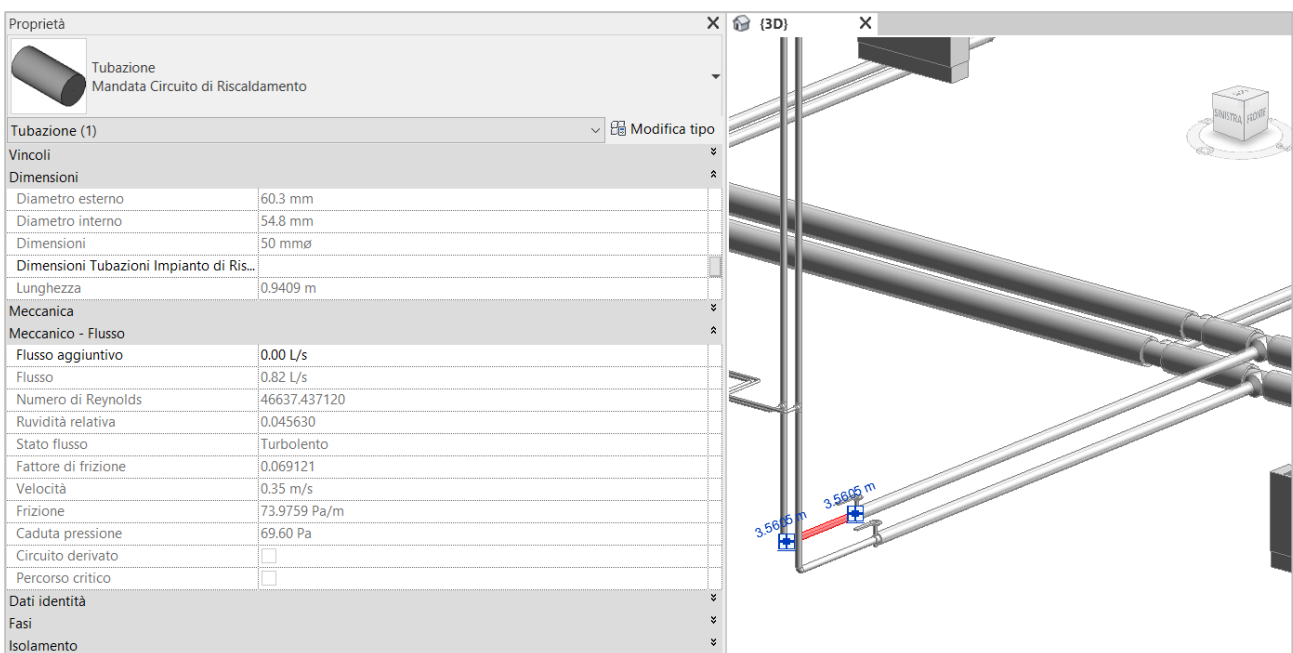 Proprietà
{3D}
Tubazione
Mandata Circuito di Riscaldamento
Tubazione (1)
Modifica tipo
Vincoli
Dimensioni
Diametro esterno 60.3 mm
Diametro interno 54.8 mm
Dimensioni 50 mmø
Dimensioni Tubazioni Impianto di Ris...
Lunghezza 0.9409 m
Meccanica
Meccanico - Flusso
Flusso aggiuntivo 0.00 L/s
Flusso 0.82 L/s
Numero di Reynolds 46637.437120
Ruvidità relativa 0.045630
Stato flusso Turbolento
Fattore di frizione 0.069121
Velocità 0.35 m/s
Frizione 73.9759 Pa/m
Caduta pressione 69.60 Pa
Circuito derivato
Percorso critico
Dati identità
Fasi
Isolamento
SINISTRA
FRONTE
3.5605 m
3.5605 m